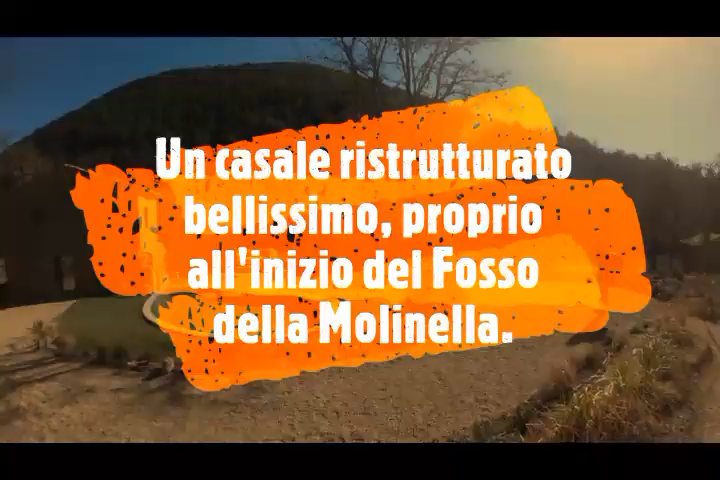 Un casale ristrutturato
bellissimo, proprio
all'inizio del Fosso
della Molinella.